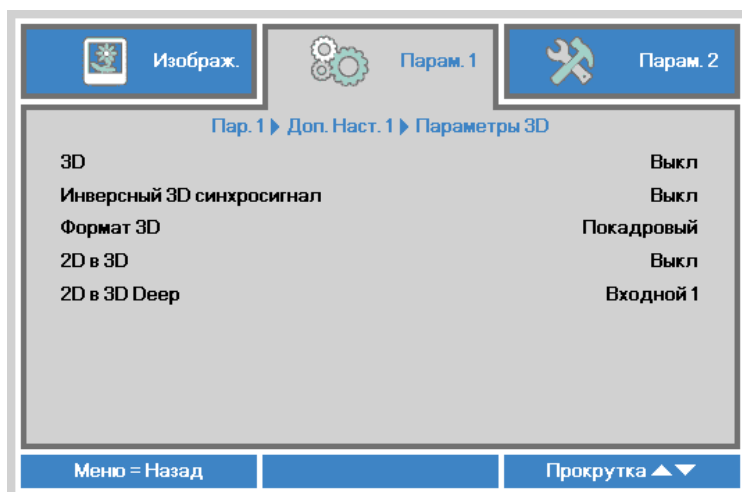 Изображ. Парам. 1 Парам. 2
Пар. 1 ▶ Доп. Наст. 1 ▶ Параметры 3D
3D Выкл
Инверсный 3D синхросигнал Выкл
Формат 3D Покадровый
2D в 3D Выкл
2D в 3D Deep Входной 1
Меню = Назад Прокрутка ▲▼